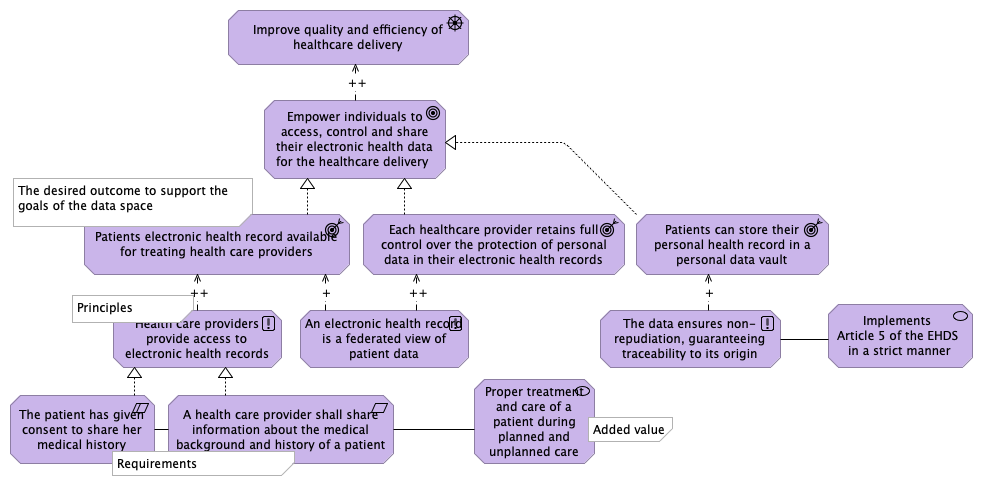 Improve quality and efficiency of
healthcare delivery
++
Empower individuals to
access, control and share
their electronic health data
for the healthcare delivery
The desired outcome to support the
goals of the data space
Patients electronic health record available
for treating health care providers
Each healthcare provider retains full
control over the protection of personal
data in their electronic health records
Patients can store their
personal health record in a
personal data vault
++
+
++
+
Principles
Health care providers
provide access to
electronic health records
An electronic health record
is a federated view of
patient data
The data ensures non-
repudiation, guaranteeing
traceability to its origin
Implements
Article 5 of the EHDS
in a strict manner
The patient has given
consent to share her
medical history
A health care provider shall share
information about the medical
background and history of a patient
Proper treatment
and care of a
patient during
planned and
unplanned care
Added value
Requirements